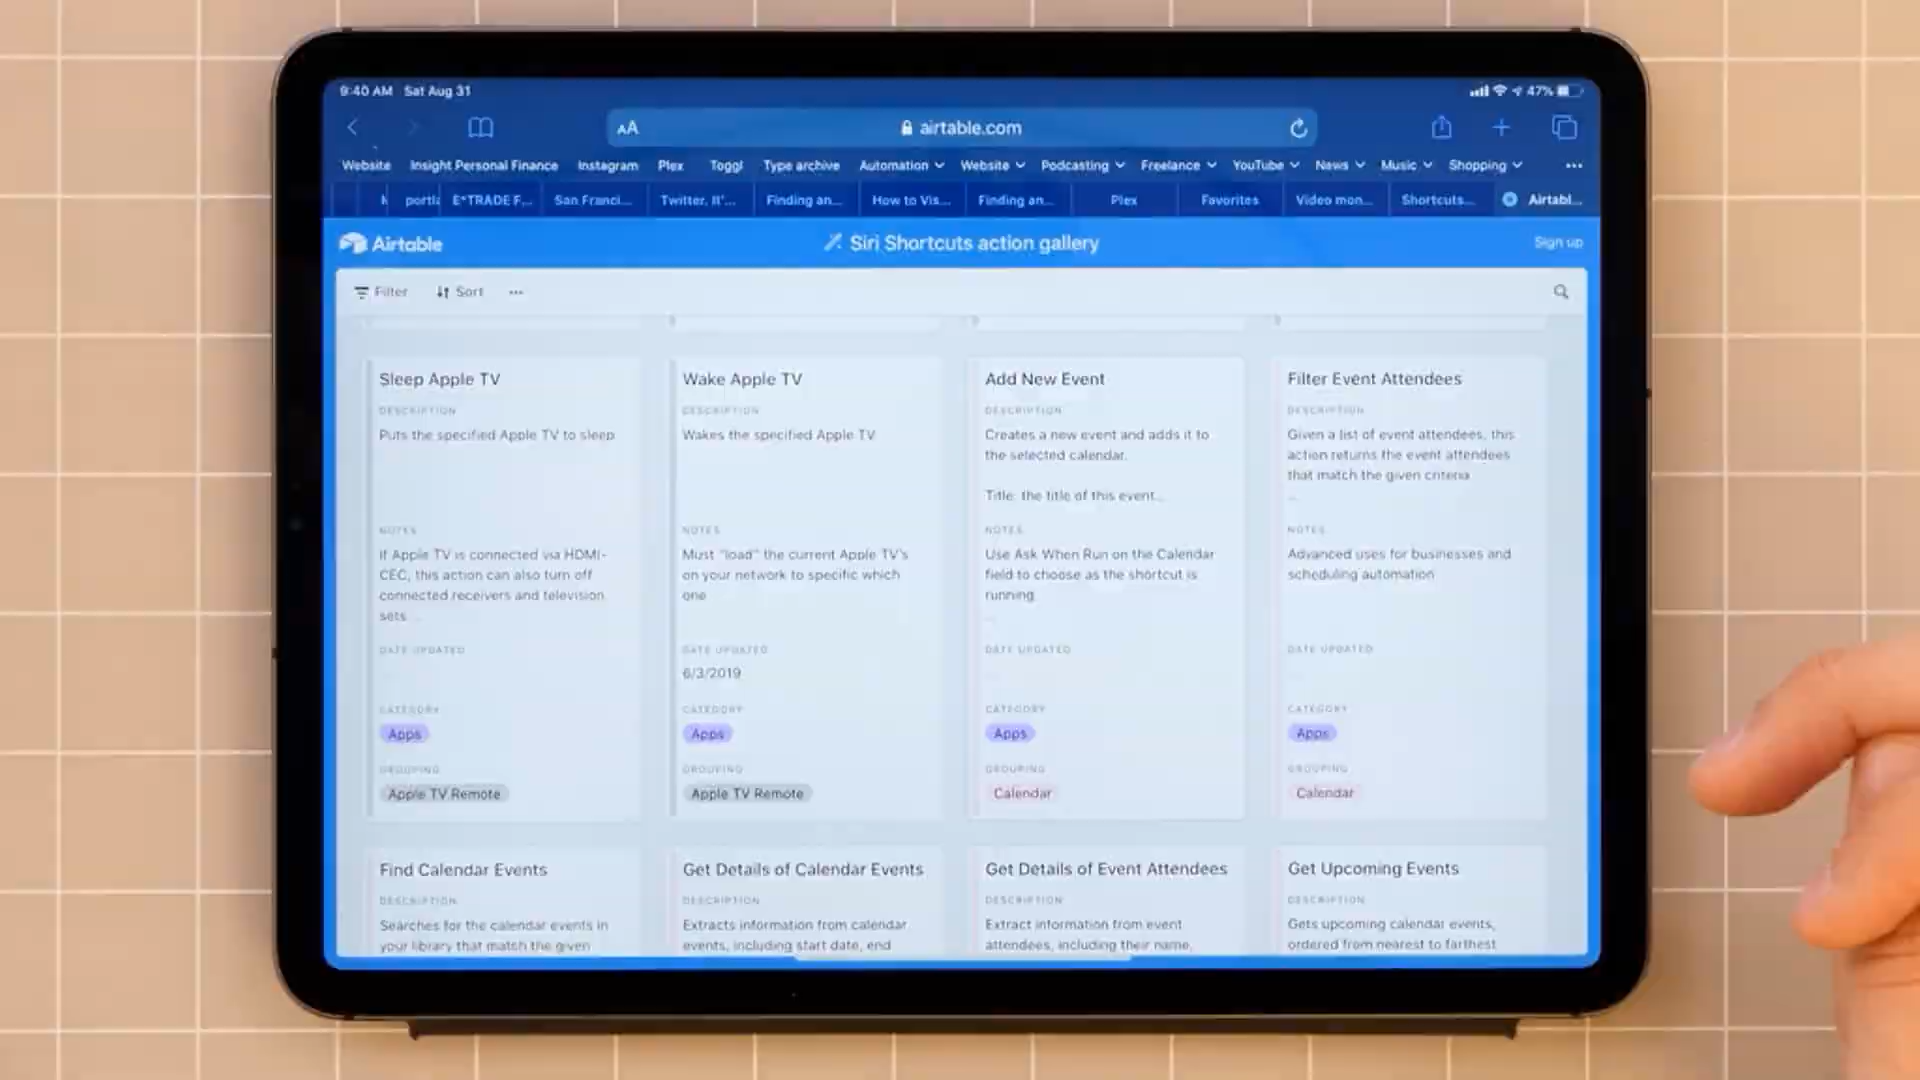 9:40 AM Sat Aug 31
47%
AA
airtable.com
Website Insight Personal Finance Instagram Plex Toggl Type archive Automation Website Podcasting Freelance YouTube News Music Shopping
E*TRADE F... San Franci... Twitter. It'... Finding an... How to Vis... Finding an... Plex Favorites Video mon... Shortcuts... Airtabl...
Airtable
Siri Shortcuts action gallery
Sign up
Filter Sort
Sleep Apple TV
DESCRIPTION
Puts the specified Apple TV to sleep
NOTES
If Apple TV is connected via HDMI-
CEC, this action can also turn off
connected receivers and television
sets ...
DATE UPDATED
CATEGORY
Apps
GROUPING
Apple TV Remote
Wake Apple TV
DESCRIPTION
Wakes the specified Apple TV
NOTES
Must "load" the current Apple TV's
on your network to specific which
one
DATE UPDATED
6/3/2019
CATEGORY
Apps
GROUPING
Apple TV Remote
Add New Event
DESCRIPTION
Creates a new event and adds it to
the selected calendar.
Title: the title of this event...
NOTES
Use Ask When Run on the Calendar
field to choose as the shortcut is
running
...
DATE UPDATED
CATEGORY
Apps
GROUPING
Calendar
Filter Event Attendees
DESCRIPTION
Given a list of event attendees, this
action returns the event attendees
that match the given criteria
...
NOTES
Advanced uses for businesses and
scheduling automation
DATE UPDATED
CATEGORY
Apps
GROUPING
Calendar
Find Calendar Events
DESCRIPTION
Searches for the calendar events in
your library that match the given
Get Details of Calendar Events
DESCRIPTION
Extracts information from calendar
events, including start date, end
Get Details of Event Attendees
DESCRIPTION
Extract information from event
attendees, including their name,
Get Upcoming Events
DESCRIPTION
Gets upcoming calendar events,
ordered from nearest to farthest